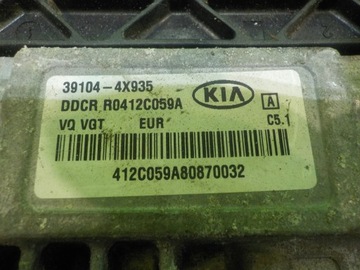 39104-4X935
DDCR R0412C059A
KIA
A
VQ VGT EUR
C5.1
412C059A80870032